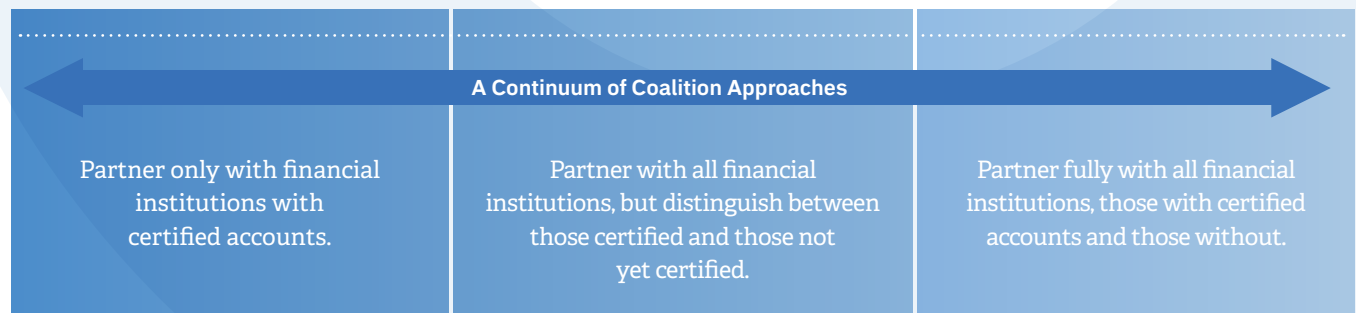 A Continuum of Coalition Approaches
Partner only with financial
institutions with
certified accounts.
Partner with all financial
institutions, but distinguish between
those certified and those not
yet certified.
Partner fully with all financial
institutions, those with certified
accounts and those without.